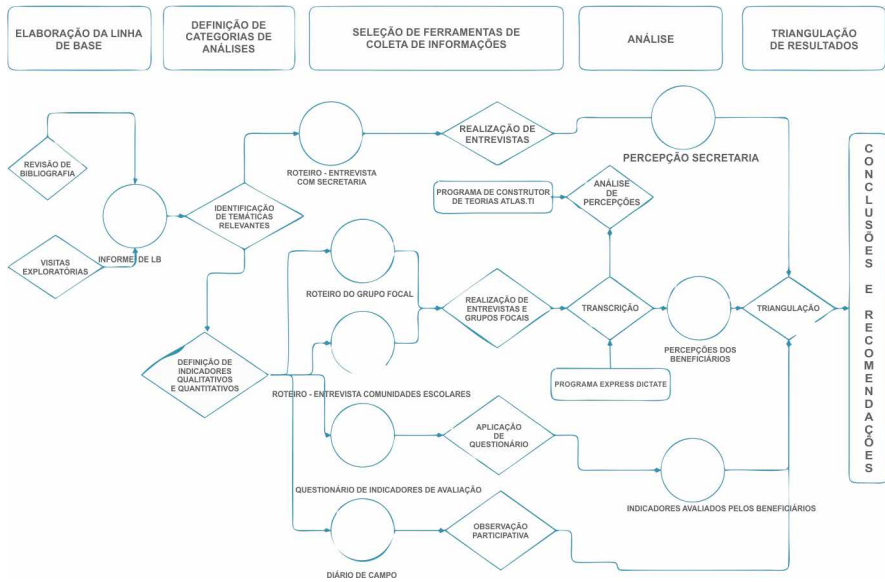 ELABORAÇÃO DA LINHA
DE BASE
DEFINIÇÃO DE
CATEGORIAS DE
ANÁLISES
SELEÇÃO DE FERRAMENTAS DE
COLETA DE INFORMAÇÕES
ANÁLISE
TRIANGULAÇÃO
DE RESULTADOS
REVISÃO DE
BIBLIOGRAFIA
VISITAS
EXPLORATÓRIAS
INFORME DE LB
IDENTIFICAÇÃO
DE TEMÁTICAS
RELEVANTES
DEFINIÇÃO DE
INDICADORES
QUALITATIVOS
E QUANTITATIVOS
ROTEIRO - ENTREVISTA
COM SECRETARIA
REALIZAÇÃO DE
ENTREVISTAS
PERCEPÇÃO SECRETARIA
PROGRAMA DE CONSTRUTOR
DE TEORIAS ATLAS.TI
ANÁLISE
DE
PERCEPÇÕES
ROTEIRO DO GRUPO FOCAL
REALIZAÇÃO DE
ENTREVISTAS E
GRUPOS FOCAIS
TRANSCRIÇÃO
PERCEPÇÕES DOS
BENEFICIÁRIOS
TRIANGULAÇÃO
PROGRAMA EXPRESS DICTATE
ROTEIRO - ENTREVISTA COMUNIDADES ESCOLARES
APLICAÇÃO
DE
QUESTIONÁRIO
QUESTIONÁRIO DE INDICADORES DE AVALIAÇÃO
INDICADORES AVALIADOS PELOS BENEFICIÁRIOS
OBSERVAÇÃO
PARTICIPATIVA
DIÁRIO DE CAMPO
CONCLUSÕES E RECOMENDAÇÕES